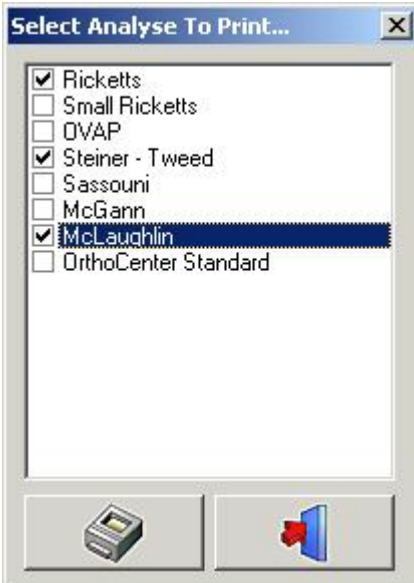 Select Analyse To Print...
Ricketts
Small Ricketts
OVAP
Steiner - Tweed
Sassouni
McGann
McLaughlin
OrthoCenter Standard